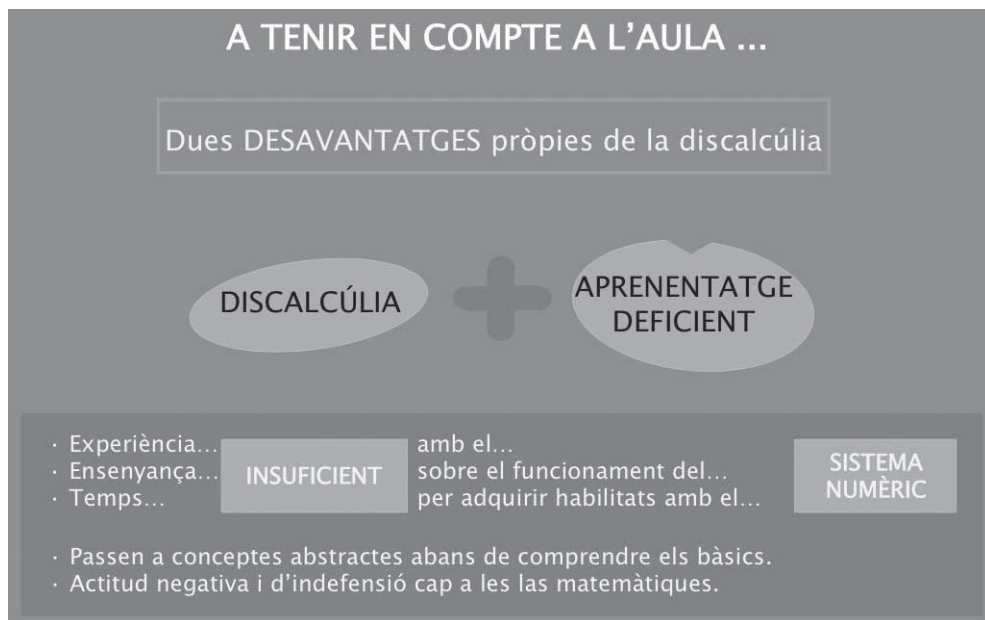 A TENIR EN COMPTE A L'AULA ...
Dues DESAVANTATGES pròpies de la discalcúlia
DISCALCÚLIA
APRENENTATGE
DEFICIENT
· Experiència...
· Ensenyança...
· Temps...
INSUFICIENT
amb el...
sobre el funcionament del...
per adquirir habilitats amb el...
SISTEMA
NUMÈRIC
· Passen a conceptes abstractes abans de comprendre els bàsics.
· Actitud negativa i d'indefensió cap a les las matemàtiques.